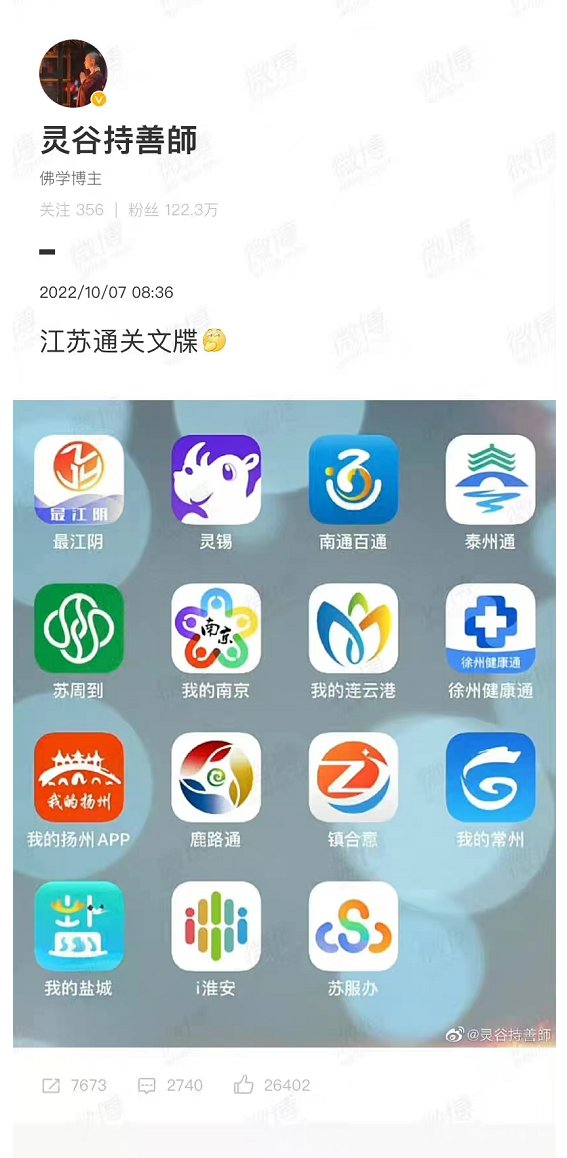 灵谷持善師
佛学博主
关注 356 | 粉丝 122.3万
2022/10/07 08:36
江苏通关文牒🤔
最江阴
最江阴 灵锡 南通百通 泰州通
南京
徐州健康通
苏周到 我的南京 我的连云港 徐州健康通
我的扬州
我的扬州APP 鹿路通 镇合意 我的常州
我的盐城 i淮安 苏服办
@灵谷持善師
7673 2740 26402